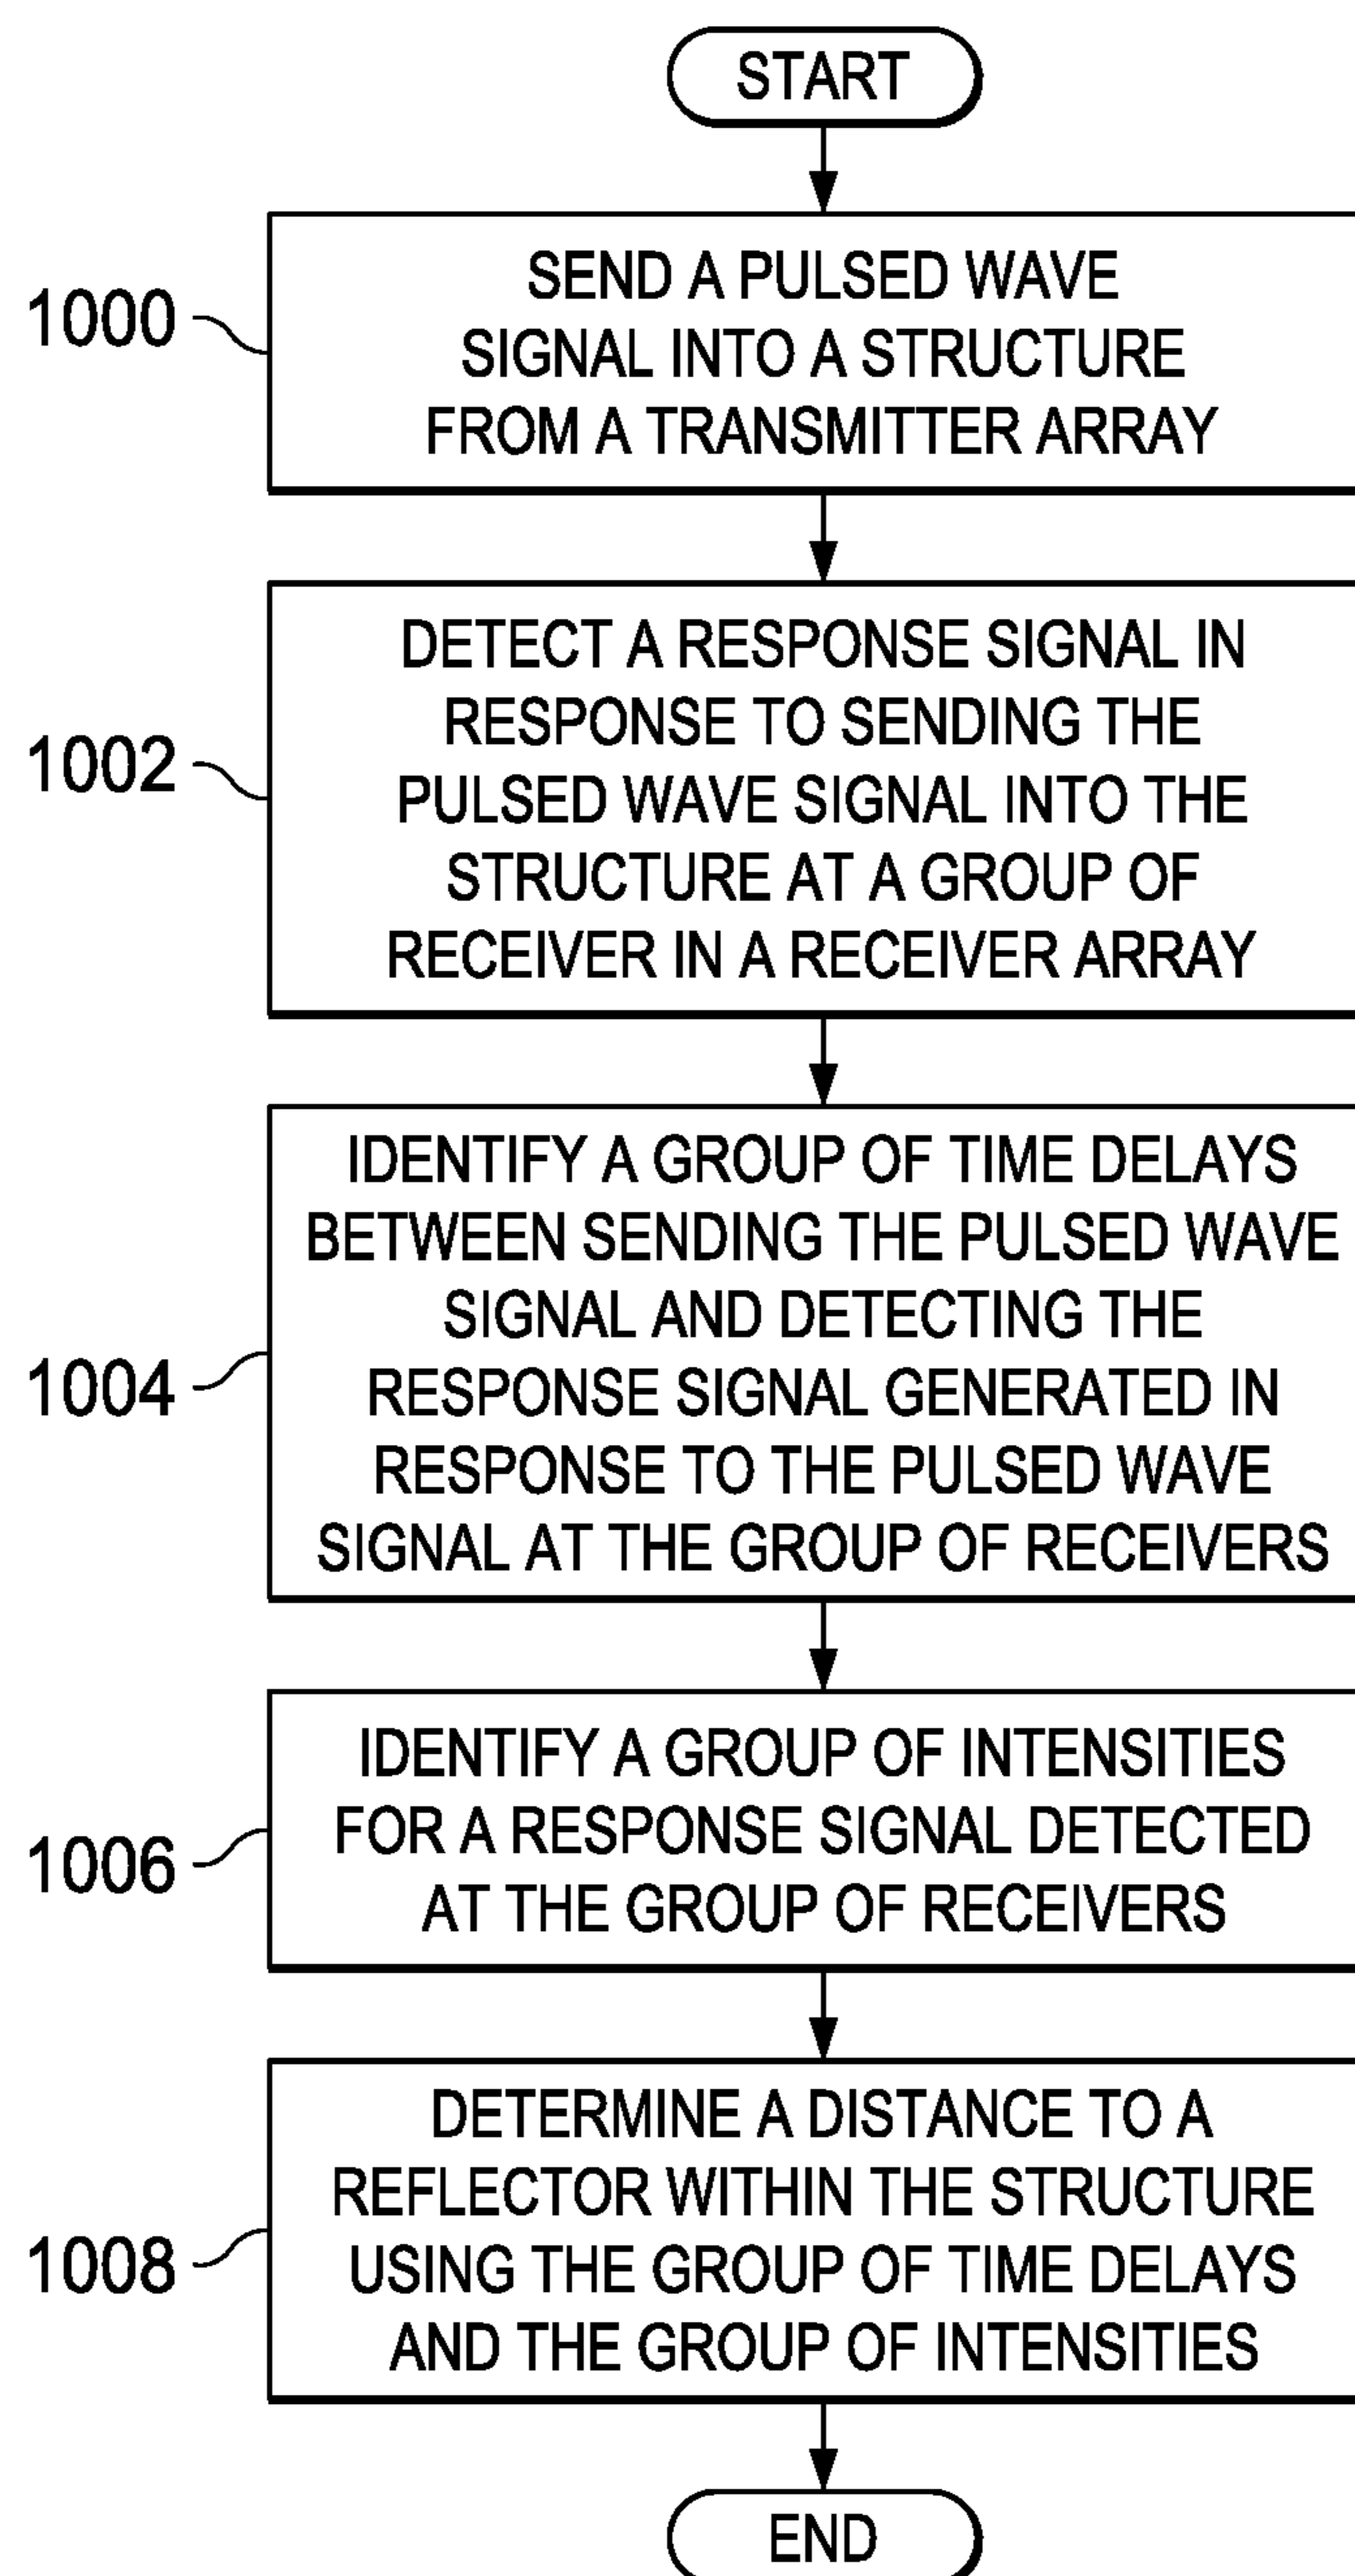 START
1000
SEND A PULSED WAVE
SIGNAL INTO A STRUCTURE
FROM A TRANSMITTER ARRAY
1002
DETECT A RESPONSE SIGNAL IN
RESPONSE TO SENDING THE
PULSED WAVE SIGNAL INTO THE
STRUCTURE AT A GROUP OF
RECEIVER IN A RECEIVER ARRAY
1004
IDENTIFY A GROUP OF TIME DELAYS
BETWEEN SENDING THE PULSED WAVE
SIGNAL AND DETECTING THE
RESPONSE SIGNAL GENERATED IN
RESPONSE TO THE PULSED WAVE
SIGNAL AT THE GROUP OF RECEIVERS
1006
IDENTIFY A GROUP OF INTENSITIES
FOR A RESPONSE SIGNAL DETECTED
AT THE GROUP OF RECEIVERS
1008
DETERMINE A DISTANCE TO A
REFLECTOR WITHIN THE STRUCTURE
USING THE GROUP OF TIME DELAYS
AND THE GROUP OF INTENSITIES
END